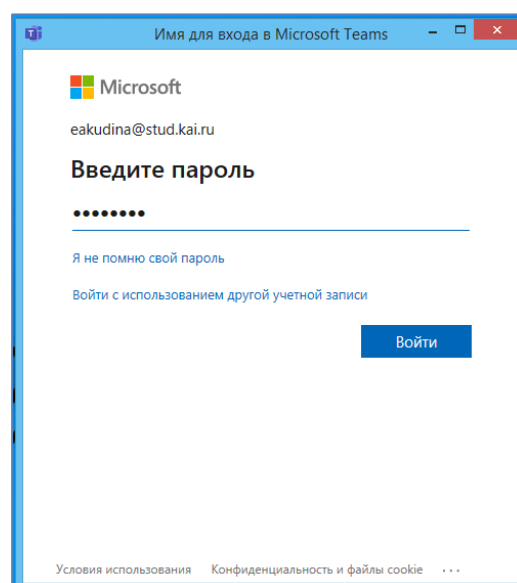 Имя для входа в Microsoft Teams
Microsoft
eakudina@stud.kai.ru
Введите пароль
••••••••
Я не помню свой пароль
Войти с использованием другой учетной записи
Войти
Условия использования Конфиденциальность и файлы cookie ...